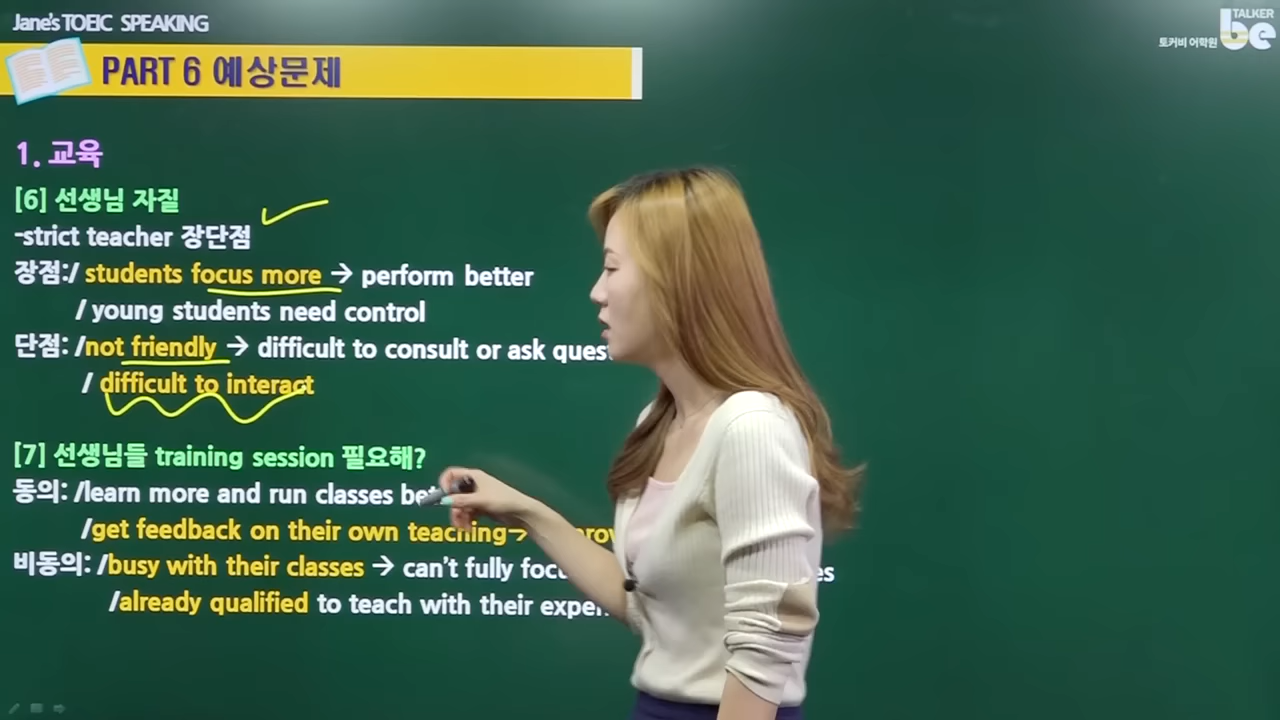 Jane's TOEIC SPEAKING
TALKER
be
토커비 어학원
PART 6 예상문제
1. 교육
[6] 선생님 자질
-strict teacher 장단점
장점:/ students focus more → perform better
/ young students need control
단점: /not friendly → difficult to consult or ask
/ difficult to interact
[7] 선생님들 training session 필요해?
동의: /learn more and run classes
/get feedback on their own teaching→
비동의: /busy with their classes → can't fully
/already qualified to teach with their